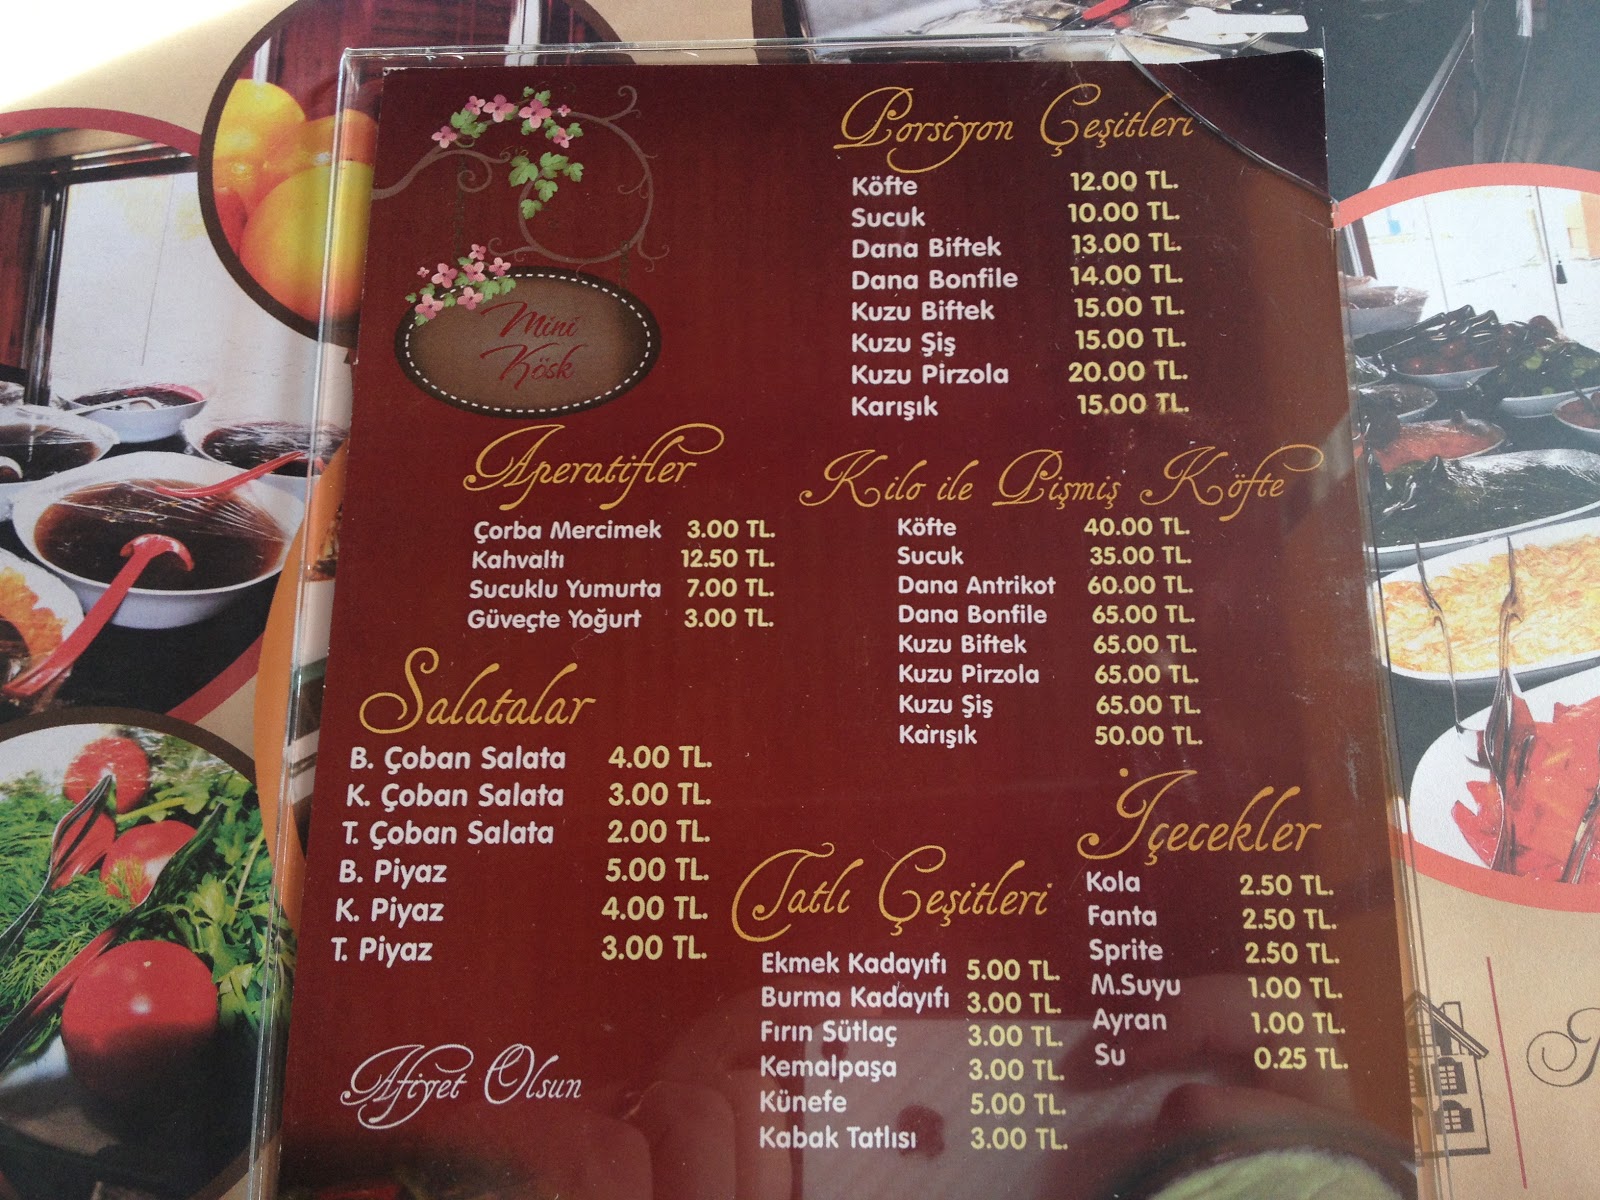 Mini
Kösk
Porsiyon Çeşitleri
Köfte 12.00 TL.
Sucuk 10.00 TL.
Dana Biftek 13.00 TL.
Dana Bonfile 14.00 TL.
Kuzu Biftek 15.00 TL.
Kuzu Şiş 15.00 TL.
Kuzu Pirzola 20.00 TL.
Karışık 15.00 TL.
Aperatifler
Çorba Mercimek 3.00 TL.
Kahvaltı 12.50 TL.
Sucuklu Yumurta 7.00 TL.
Güveçte Yoğurt 3.00 TL.
Kilo ile Pişmiş Köfte
Köfte 40.00 TL.
Sucuk 35.00 TL.
Dana Antrikot 60.00 TL.
Dana Bonfile 65.00 TL.
Kuzu Biftek 65.00 TL.
Kuzu Pirzola 65.00 TL.
Kuzu Şiş 65.00 TL.
Karışık 50.00 TL.
Salatalar
B. Çoban Salata 4.00 TL.
K. Çoban Salata 3.00 TL.
T. Çoban Salata 2.00 TL.
B. Piyaz 5.00 TL.
K. Piyaz 4.00 TL.
T. Piyaz 3.00 TL.
Tatlı Çeşitleri
Ekmek Kadayıfı 5.00 TL.
Burma Kadayıfı 3.00 TL.
Fırın Sütlaç 3.00 TL.
Kemalpaşa 3.00 TL.
Künefe 5.00 TL.
Kabak Tatlısı 3.00 TL.
İçecekler
Kola 2.50 TL.
Fanta 2.50 TL.
Sprite 2.50 TL.
M.Suyu 1.00 TL.
Ayran 1.00 TL.
Su 0.25 TL.
Afiyet Olsun